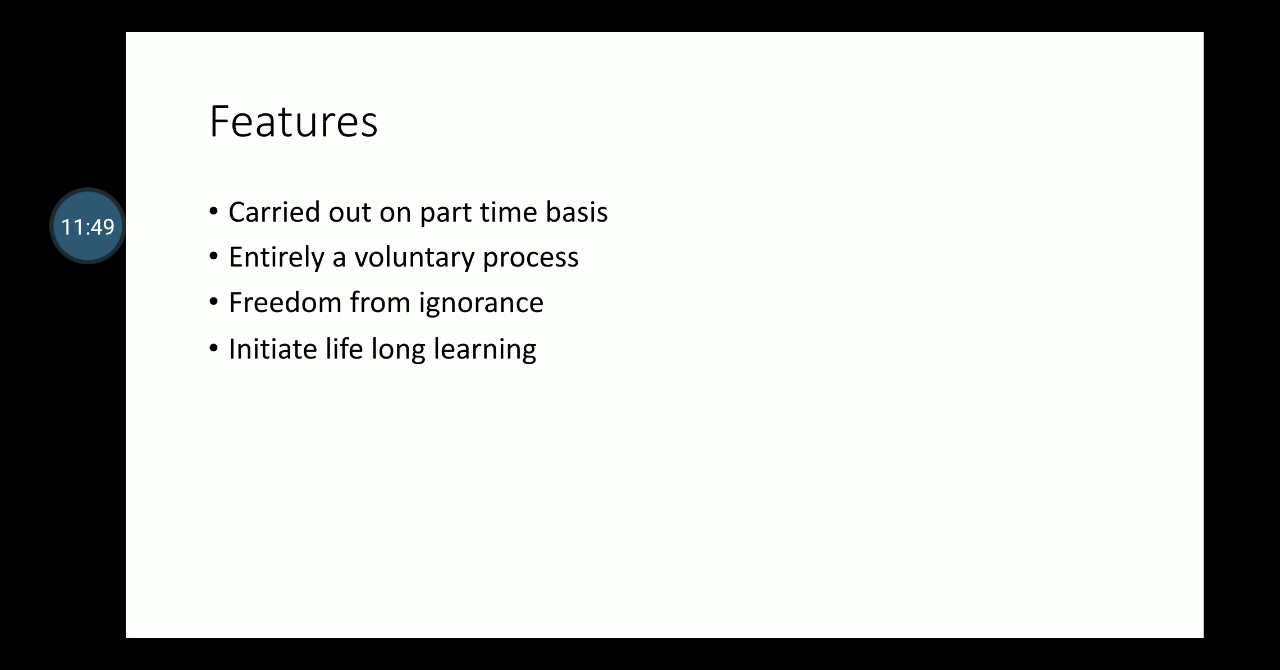 Features
11:49
• Carried out on part time basis
• Entirely a voluntary process
• Freedom from ignorance
• Initiate life long learning